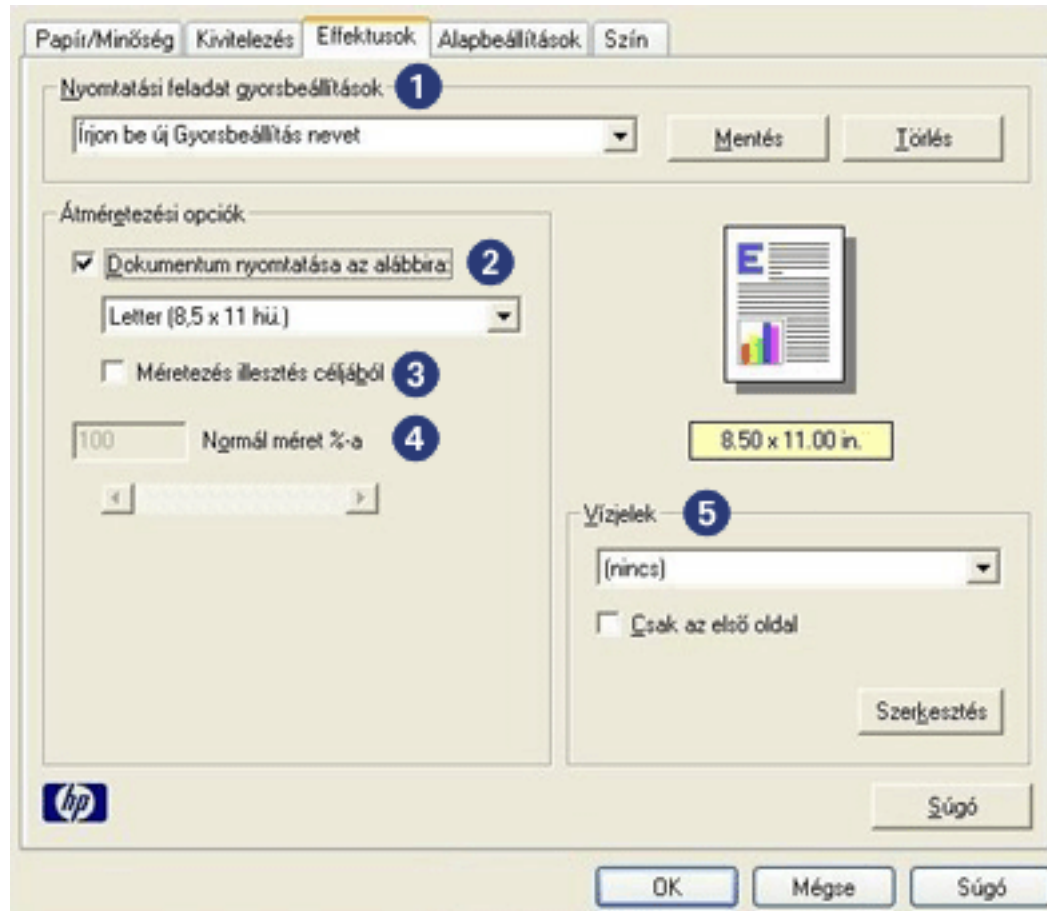 Papír/Minőség Kivitelezés Effektusok Alapbeállítások Szín
Nyomtatási feladat gyorsbeállítások 1
Írjon be új Gyorsbeállítás nevet Mentés Törlés
Átméretezési opciók
Dokumentum nyomtatása az alábbira: 2
Letter (8,5 x 11 hü.)
Méretezés illesztés céljából 3
100 Normál méret %-a 4
E
8.50 x 11.00 in.
Vízjelek 5
(nincs)
Csak az első oldal
Szerkesztés
hp
Súgó
OK Mégse Súgó